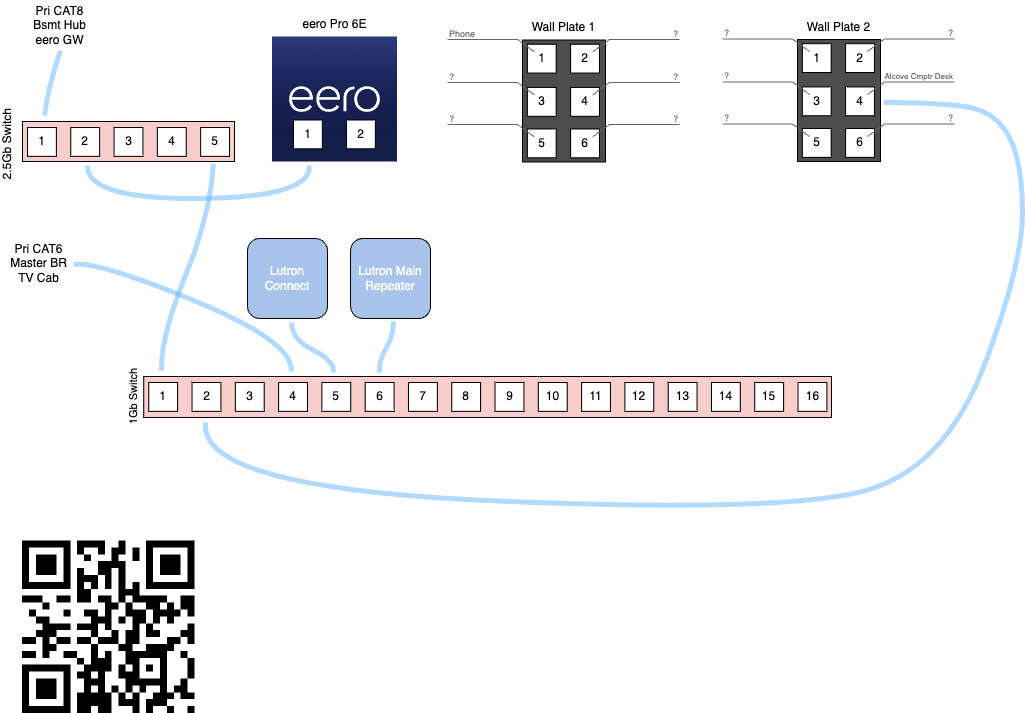 Pri CAT8
Bsmt Hub
eero GW
eero Pro 6E
Wall Plate 1
Wall Plate 2
Phone
?
?
?
1
2
1
2
eero
?
?
?
Alcove Cmptr Desk
3
4
3
4
1
2
?
?
?
?
2.5Gb Switch
1
2
3
4
5
5
6
5
6
Pri CAT6
Master BR
TV Cab
Lutron
Connect
Lutron Main
Repeater
1Gb Switch
1
2
3
4
5
6
7
8
9
10
11
12
13
14
15
16